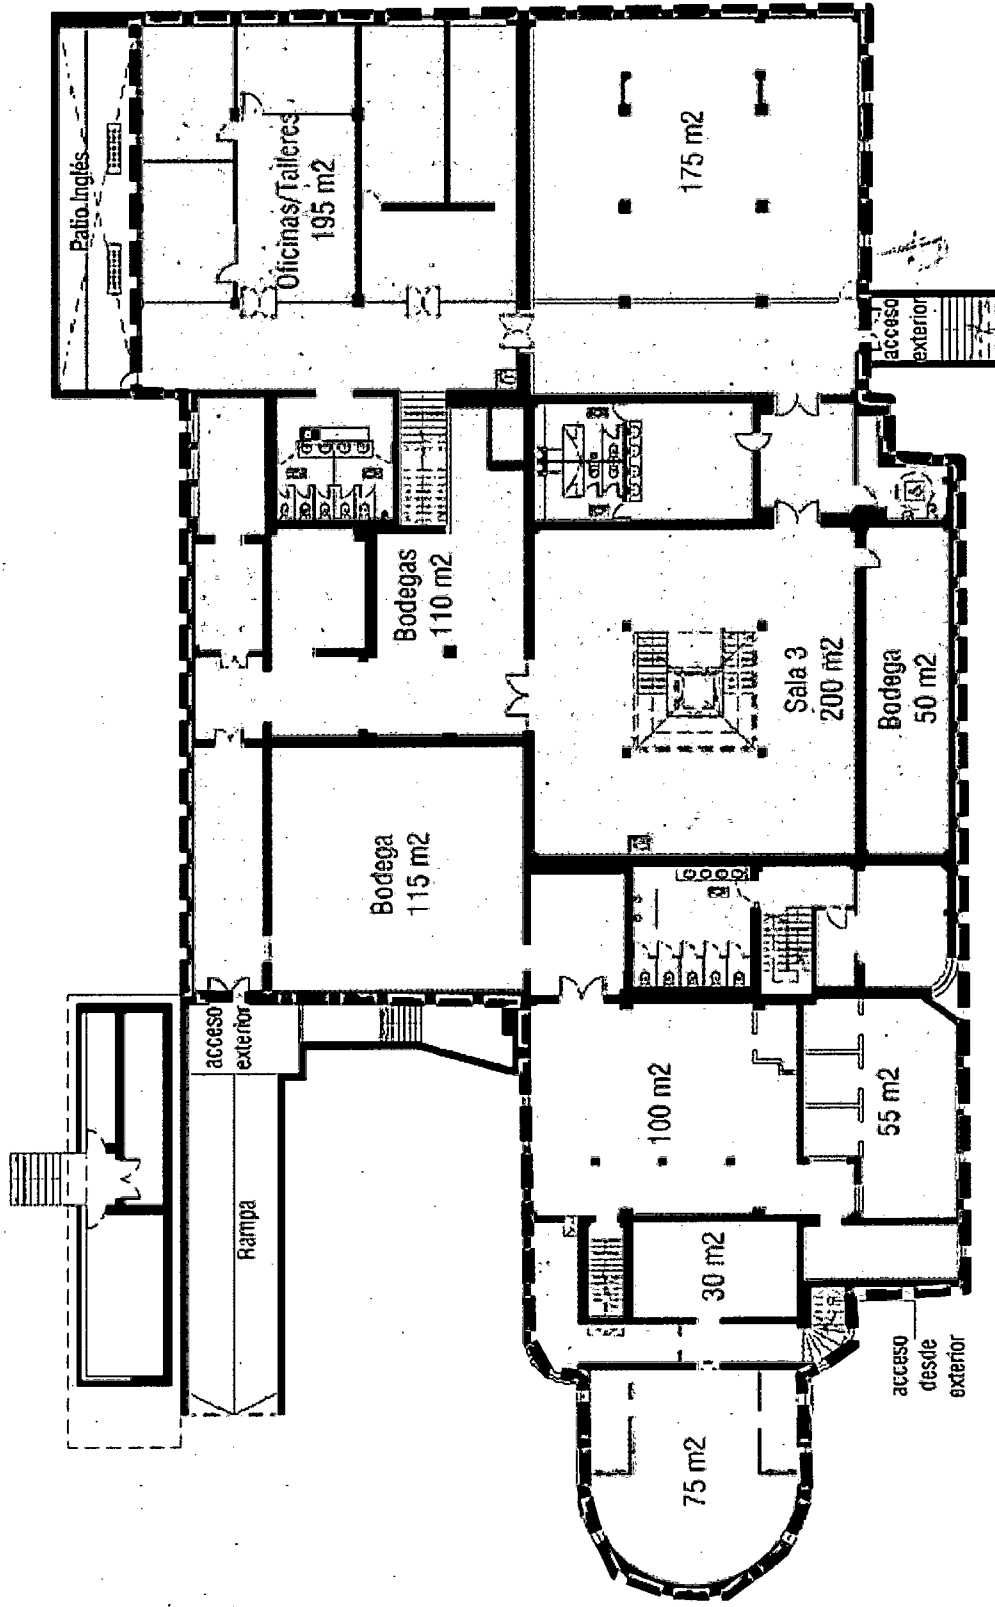 Patio Inglés
Oficinas/Talleres
195 m2
175 m2
acceso
exterior
Bodegas
110 m2
Sala 3
200 m2
Bodega
50 m2
Bodega
115 m2
acceso
exterior
Rampa
100 m2
55 m2
30 m2
acceso
desde
exterior
75 m2